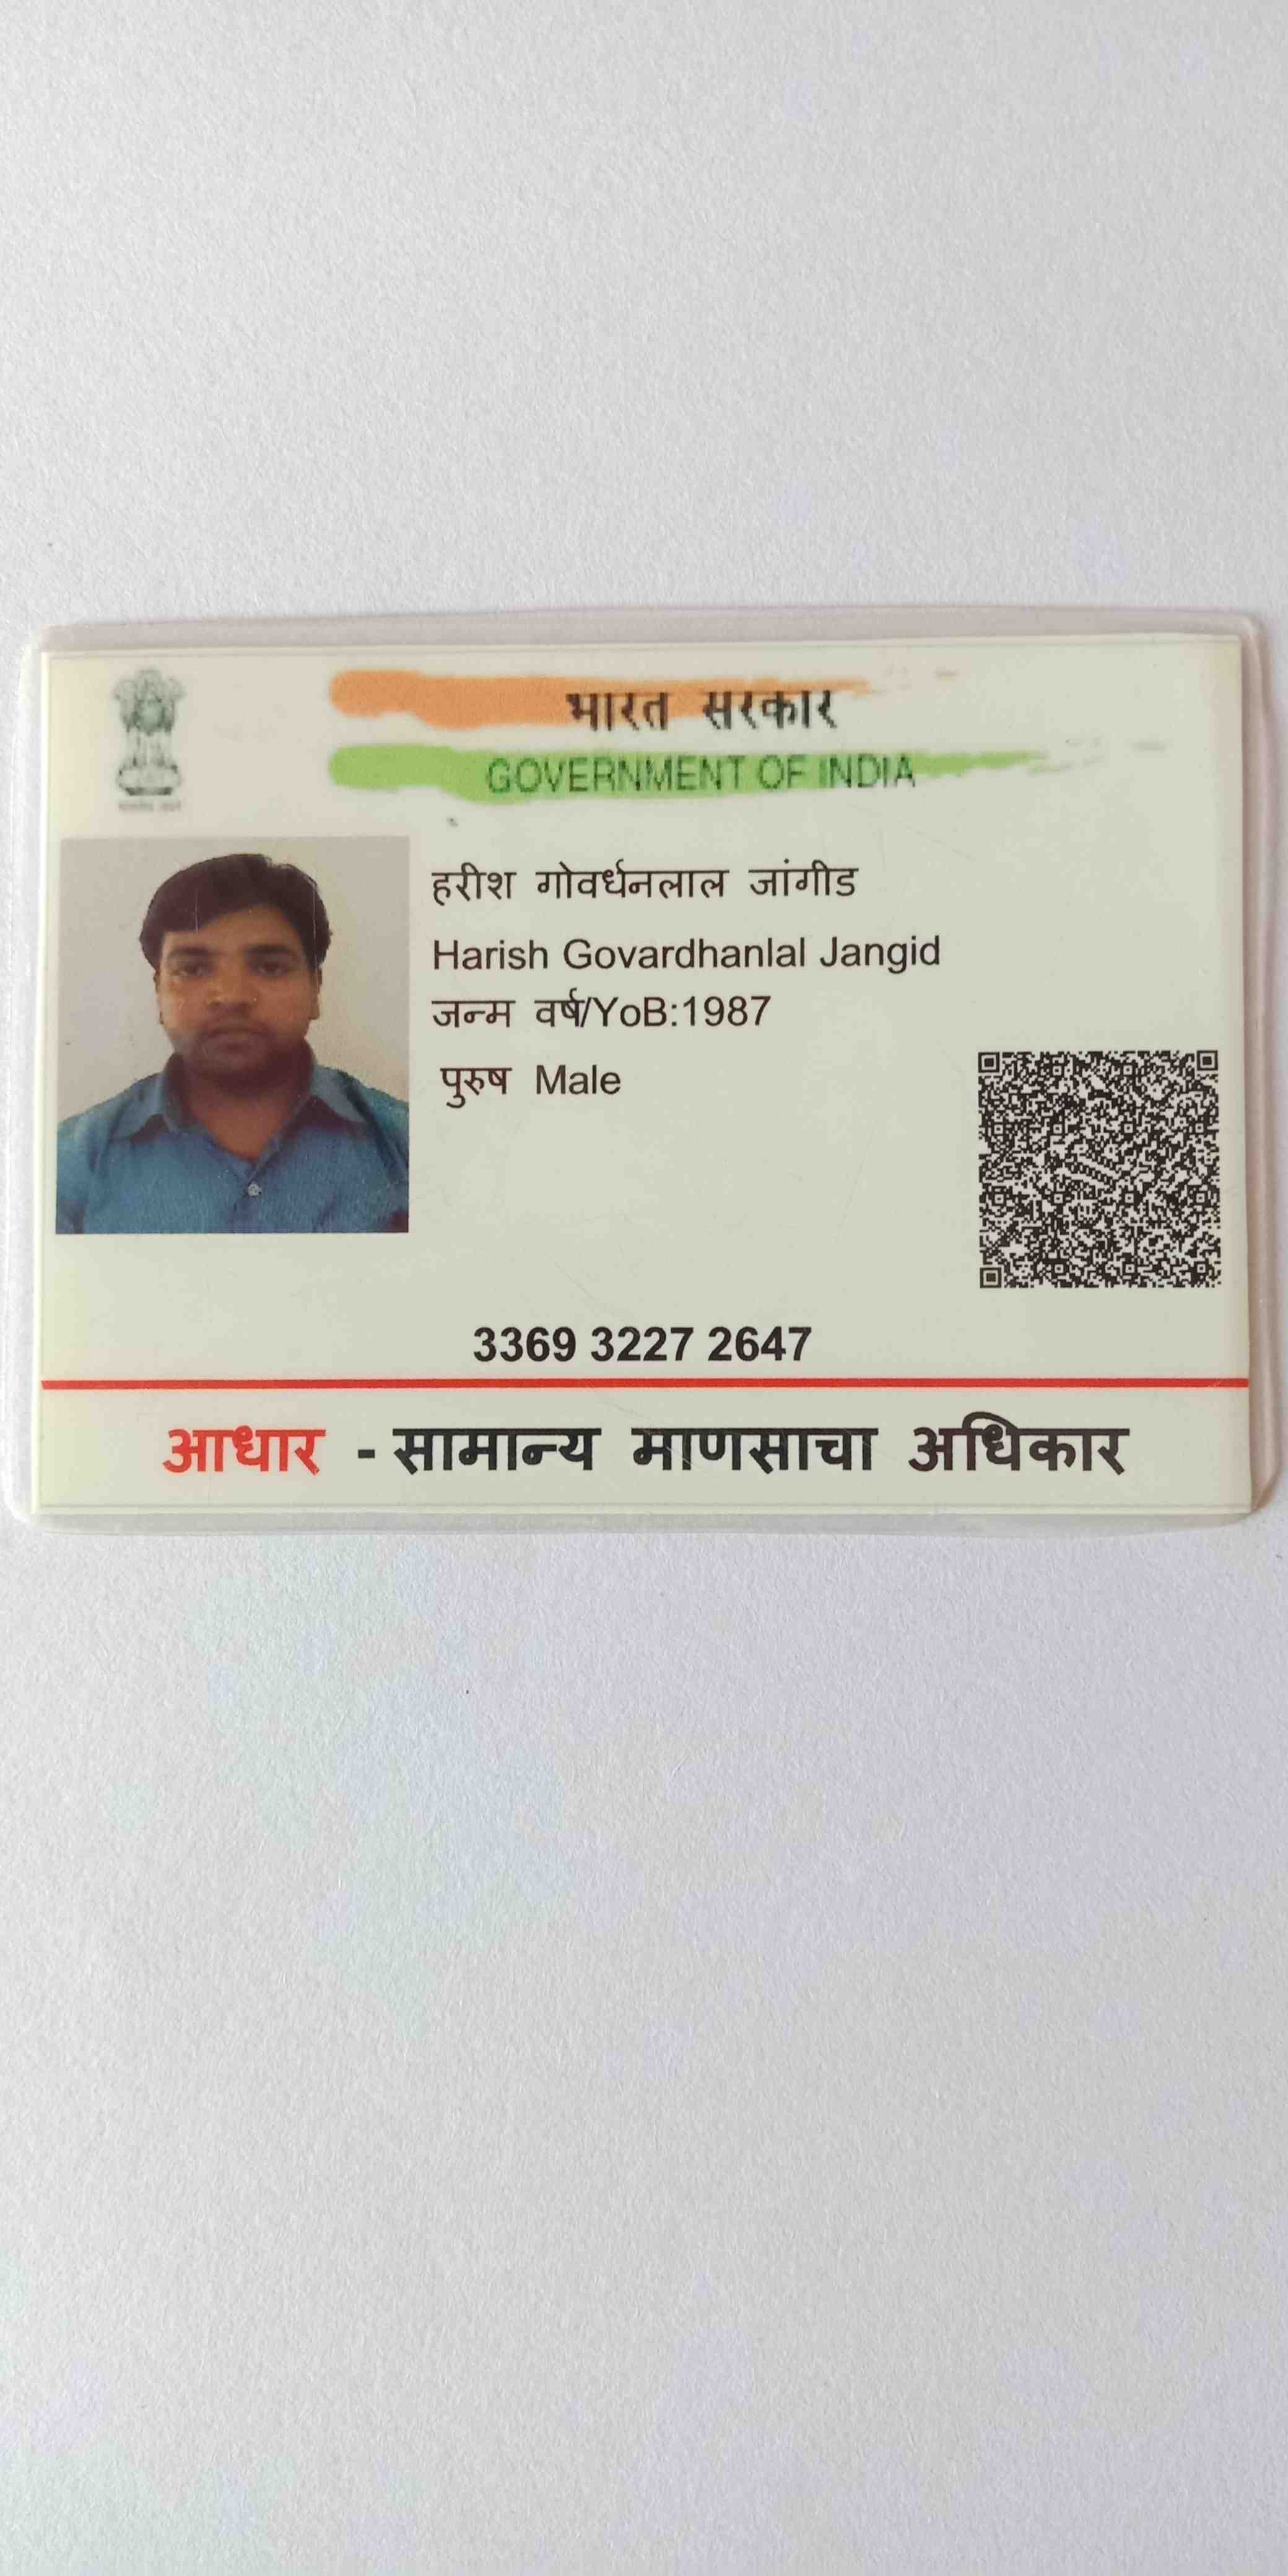 भारत सरकार
GOVERNMENT OF INDIA
हरीश गोवर्धनलाल जांगीड
Harish Govardhanlal Jangid
जन्म वर्ष/YoB:1987
पुरुष Male
3369 3227 2647
आधार - सामान्य माणसाचा अधिकार